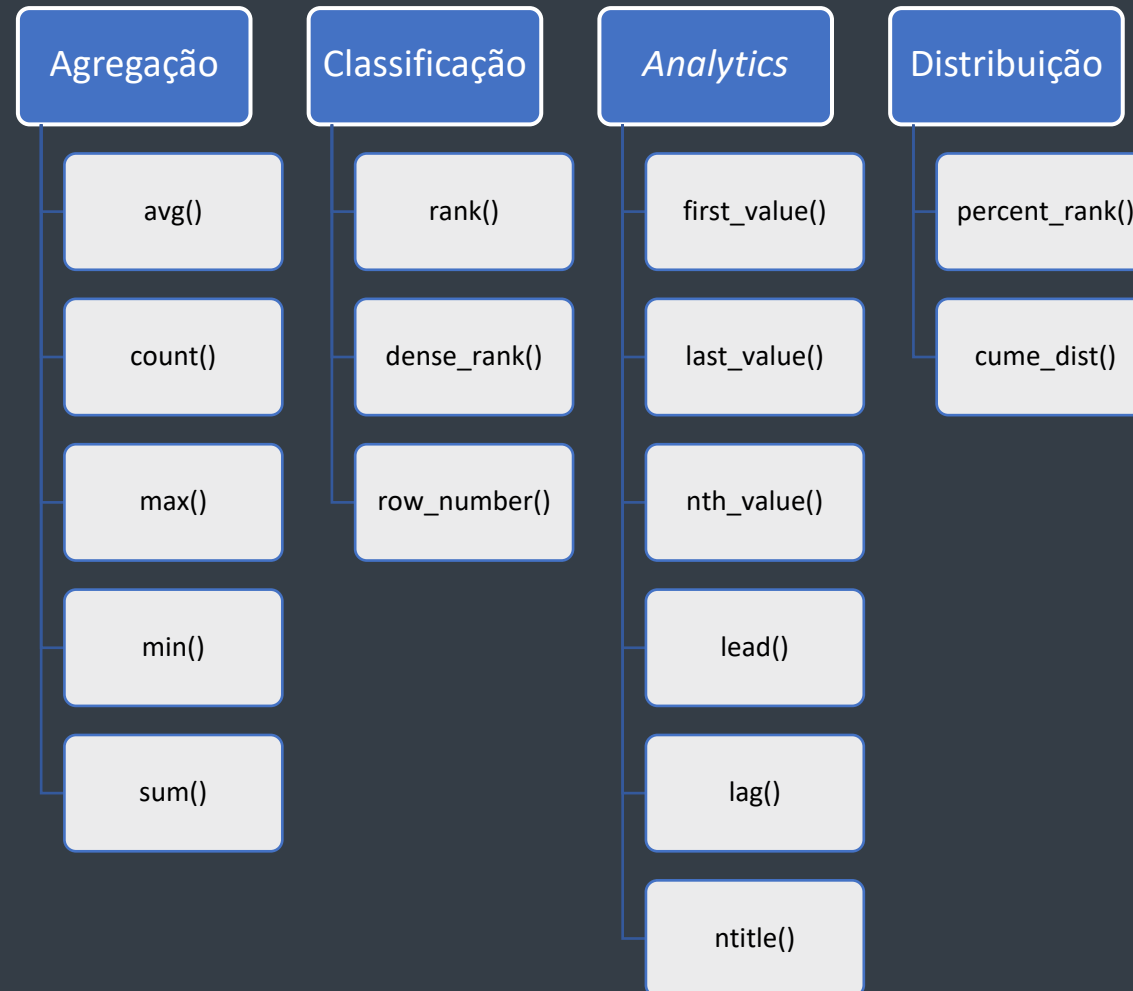 Agregação
avg()
count()
max()
min()
sum()
Classificação
rank()
dense_rank()
row_number()
Analytics
first_value()
last_value()
nth_value()
lead()
lag()
ntitle()
Distribuição
percent_rank()
cume_dist()